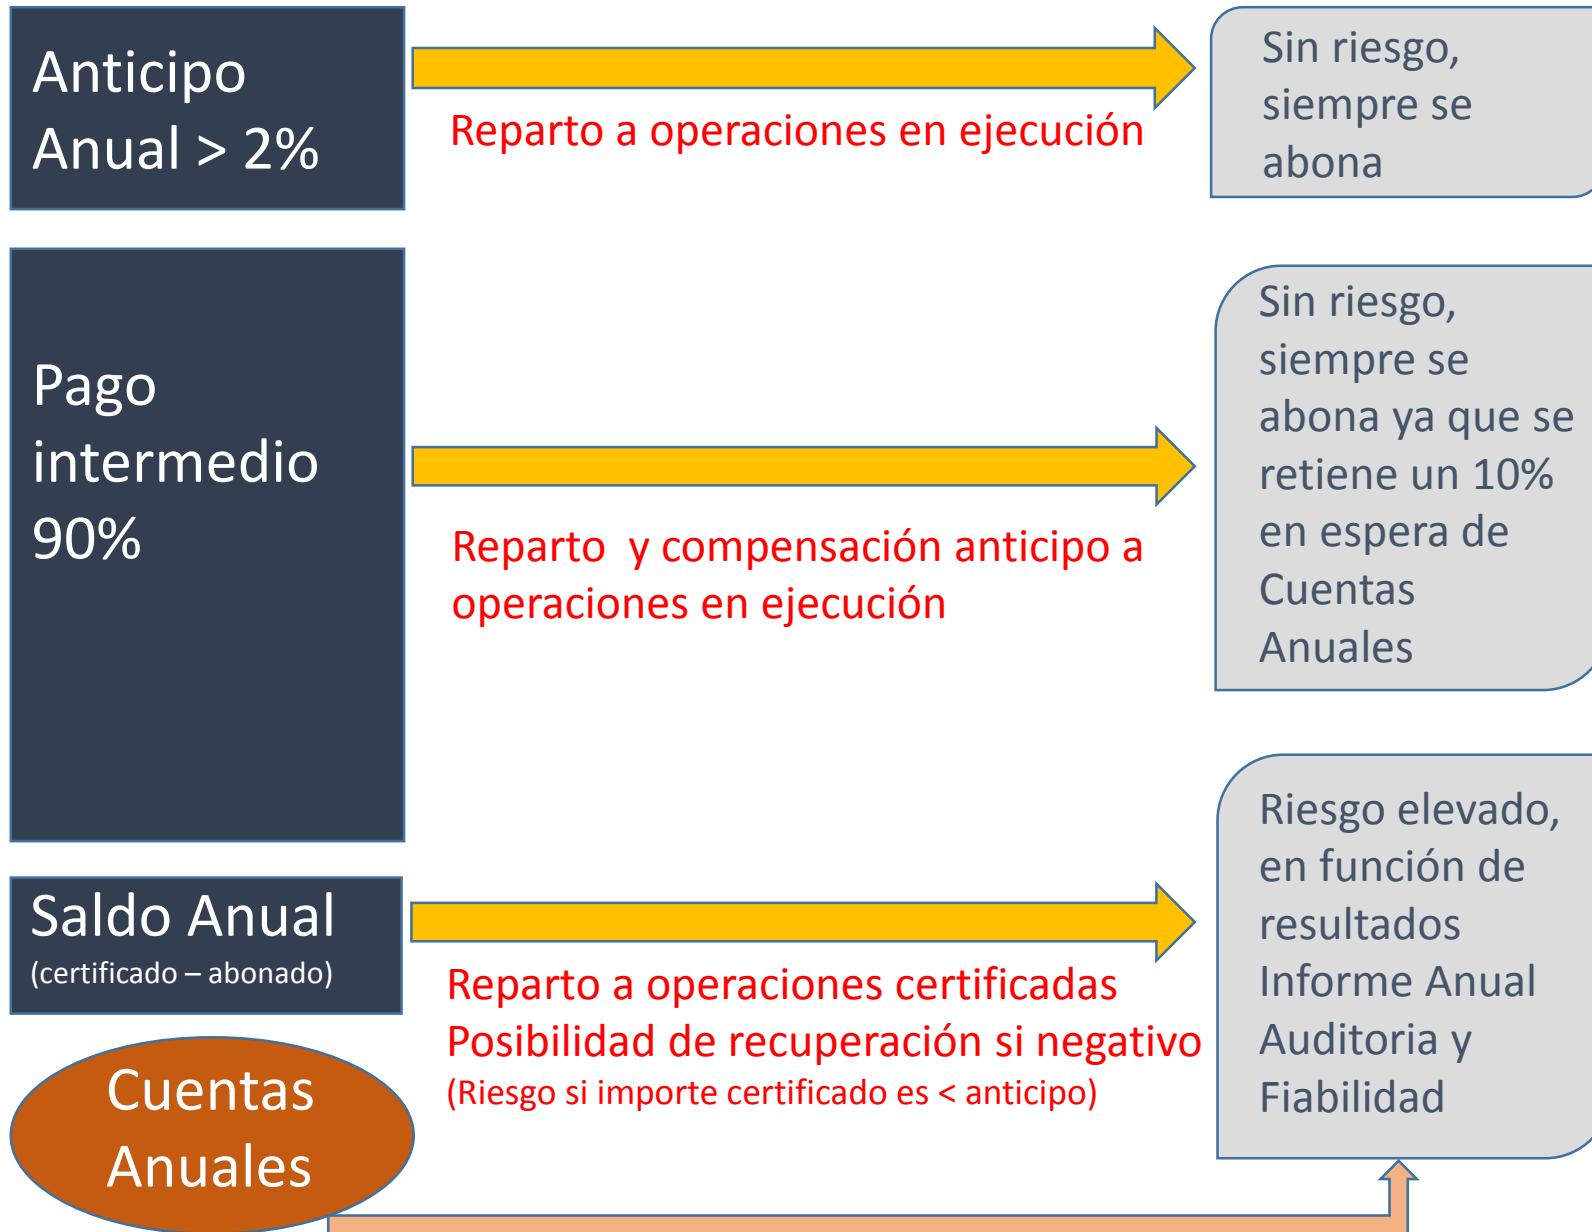 Anticipo
Anual > 2%
Reparto a operaciones en ejecución
Sin riesgo,
siempre se
abona
Pago
intermedio
90%
Reparto  y compensación anticipo a
operaciones en ejecución
Sin riesgo,
siempre se
abona ya que se
retiene un 10%
en espera de
Cuentas
Anuales
Saldo Anual
(certificado – abonado)
Reparto a operaciones certificadas
Posibilidad de recuperación si negativo
(Riesgo si importe certificado es < anticipo)
Riesgo elevado,
en función de
resultados
Informe Anual
Auditoria y
Fiabilidad
Cuentas
Anuales